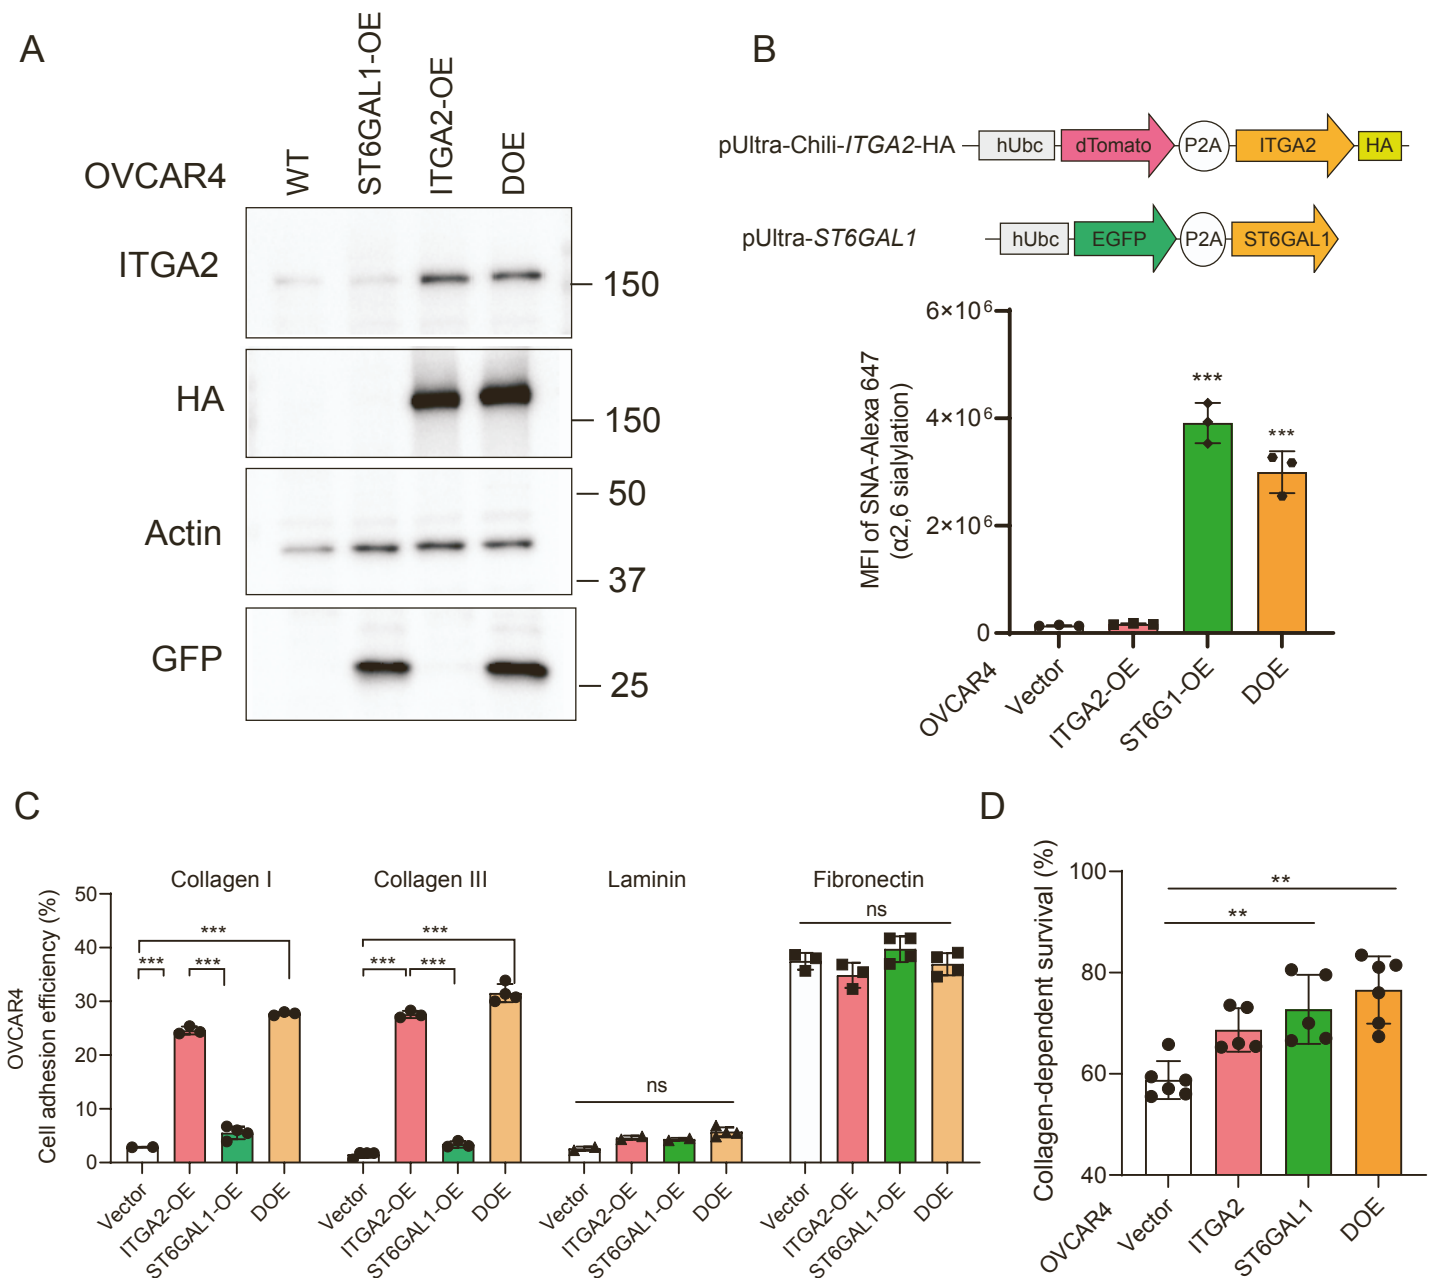 A
OVCAR4
WT
ST6GAL1-OE
ITGA2-OE
DOE
ITGA2
150
HA
150
Actin
50
37
GFP
25
B
pUltra-Chili-ITGA2-HA
hUbc
dTomato
P2A
ITGA2
HA
pUltra-ST6GAL1
hUbc
EGFP
P2A
ST6GAL1
MFI of SNA-Alexa 647
(α2,6 sialylation)
6×10⁶
4×10⁶
2×10⁶
0
***
***
OVCAR4
Vector
ITGA2-OE
ST6G1-OE
DOE
C
OVCAR4
Cell adhesion efficiency (%)
50
40
30
20
10
0
Collagen I
***
***
***
Vector
ITGA2-OE
ST6GAL1-OE
DOE
Collagen III
***
***
***
Vector
ITGA2-OE
ST6GAL1-OE
DOE
Laminin
ns
Vector
ITGA2-OE
ST6GAL1-OE
DOE
Fibronectin
ns
Vector
ITGA2-OE
ST6GAL1-OE
DOE
D
Collagen-dependent survival (%)
100
80
60
40
**
**
OVCAR4
Vector
ITGA2
ST6GAL1
DOE